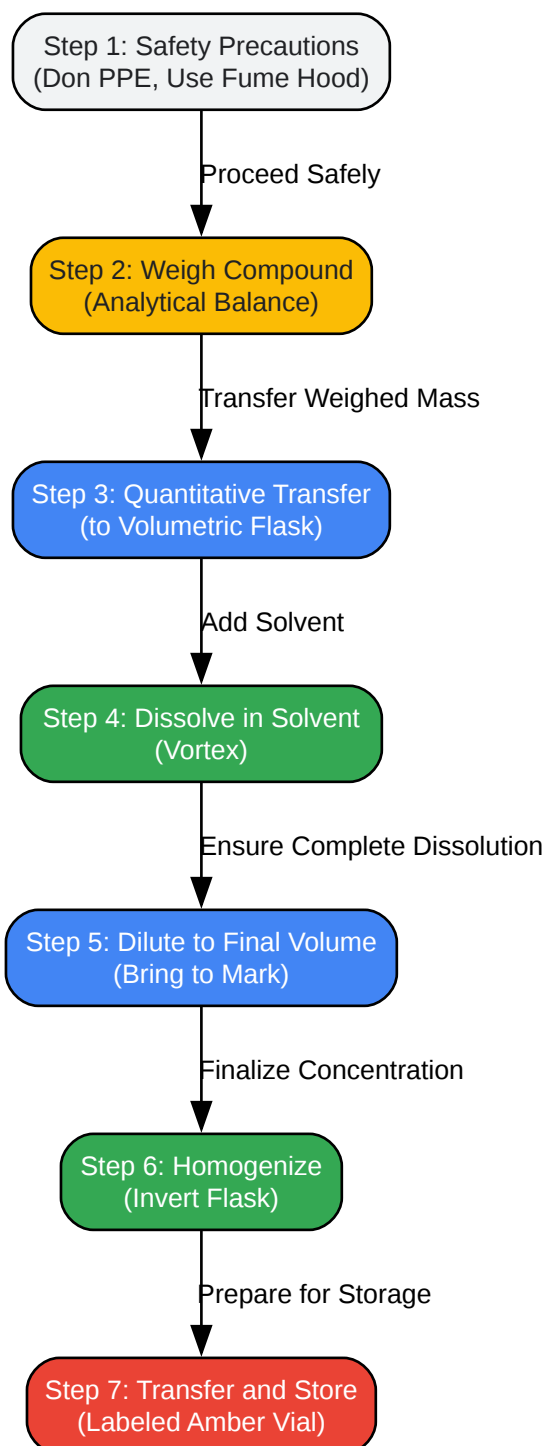 Step 1: Safety Precautions
(Don PPE, Use Fume Hood)
Proceed Safely
Step 2: Weigh Compound
(Analytical Balance)
Transfer Weighed Mass
Step 3: Quantitative Transfer
(to Volumetric Flask)
Add Solvent
Step 4: Dissolve in Solvent
(Vortex)
Ensure Complete Dissolution
Step 5: Dilute to Final Volume
(Bring to Mark)
Finalize Concentration
Step 6: Homogenize
(Invert Flask)
Prepare for Storage
Step 7: Transfer and Store
(Labeled Amber Vial)